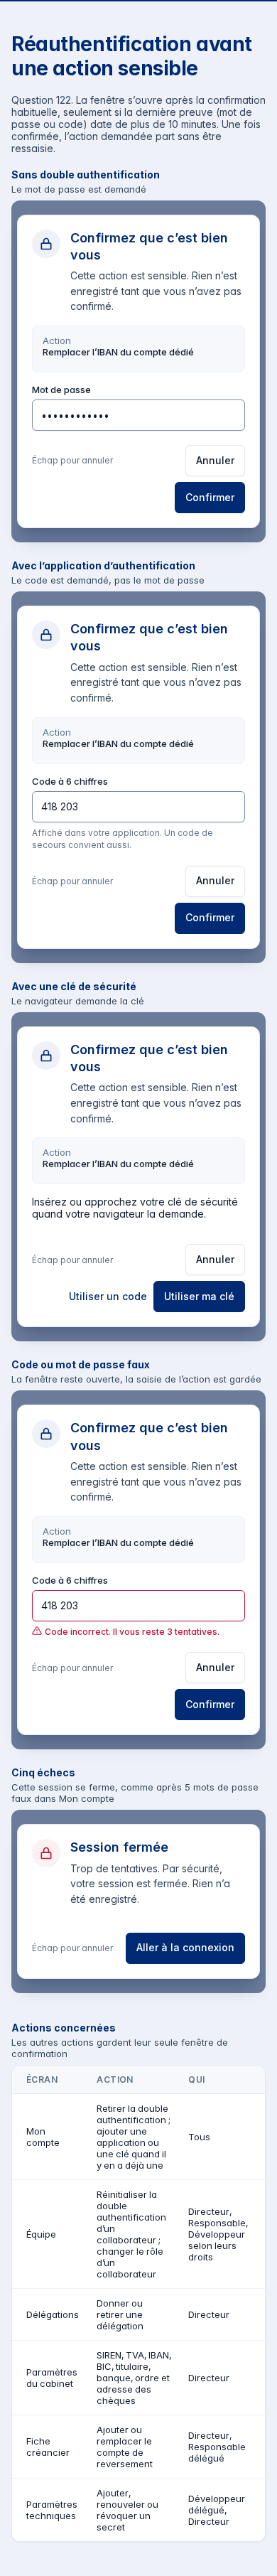 Réauthentification avant
une action sensible
Question 122. La fenêtre s’ouvre après la confirmation
habituelle, seulement si la dernière preuve (mot de
passe ou code) date de plus de 10 minutes. Une fois
confirmée, l’action demandée part sans être
ressaisie.
Sans double authentification
Le mot de passe est demandé
Confirmez que c’est bien
vous
Cette action est sensible. Rien n’est
enregistré tant que vous n’avez pas
confirmé.
Action
Remplacer l’IBAN du compte dédié
Mot de passe
••••••••••••
Échap pour annuler
Annuler
Confirmer
Avec l’application d’authentification
Le code est demandé, pas le mot de passe
Confirmez que c’est bien
vous
Cette action est sensible. Rien n’est
enregistré tant que vous n’avez pas
confirmé.
Action
Remplacer l’IBAN du compte dédié
Code à 6 chiffres
418 203
Affiché dans votre application. Un code de
secours convient aussi.
Échap pour annuler
Annuler
Confirmer
Avec une clé de sécurité
Le navigateur demande la clé
Confirmez que c’est bien
vous
Cette action est sensible. Rien n’est
enregistré tant que vous n’avez pas
confirmé.
Action
Remplacer l’IBAN du compte dédié
Insérez ou approchez votre clé de sécurité
quand votre navigateur la demande.
Échap pour annuler
Annuler
Utiliser un code
Utiliser ma clé
Code ou mot de passe faux
La fenêtre reste ouverte, la saisie de l’action est gardée
Confirmez que c’est bien
vous
Cette action est sensible. Rien n’est
enregistré tant que vous n’avez pas
confirmé.
Action
Remplacer l’IBAN du compte dédié
Code à 6 chiffres
418 203
Code incorrect. Il vous reste 3 tentatives.
Échap pour annuler
Annuler
Confirmer
Cinq échecs
Cette session se ferme, comme après 5 mots de passe
faux dans Mon compte
Session fermée
Trop de tentatives. Par sécurité,
votre session est fermée. Rien n’a
été enregistré.
Échap pour annuler
Aller à la connexion
Actions concernées
Les autres actions gardent leur seule fenêtre de
confirmation
ÉCRAN
ACTION
QUI
Mon
compte
Retirer la double
authentification ;
ajouter une
application ou
une clé quand il
y en a déjà une
Tous
Équipe
Réinitialiser la
double
authentification
d’un
collaborateur ;
changer le rôle
d’un
collaborateur
Directeur,
Responsable,
Développeur
selon leurs
droits
Délégations
Donner ou
retirer une
délégation
Directeur
Paramètres
du cabinet
SIREN, TVA, IBAN,
BIC, titulaire,
banque, ordre et
adresse des
chèques
Directeur
Fiche
créancier
Ajouter ou
remplacer le
compte de
reversement
Directeur,
Responsable
délégué
Paramètres
techniques
Ajouter,
renouveler ou
révoquer un
secret
Développeur
délégué,
Directeur